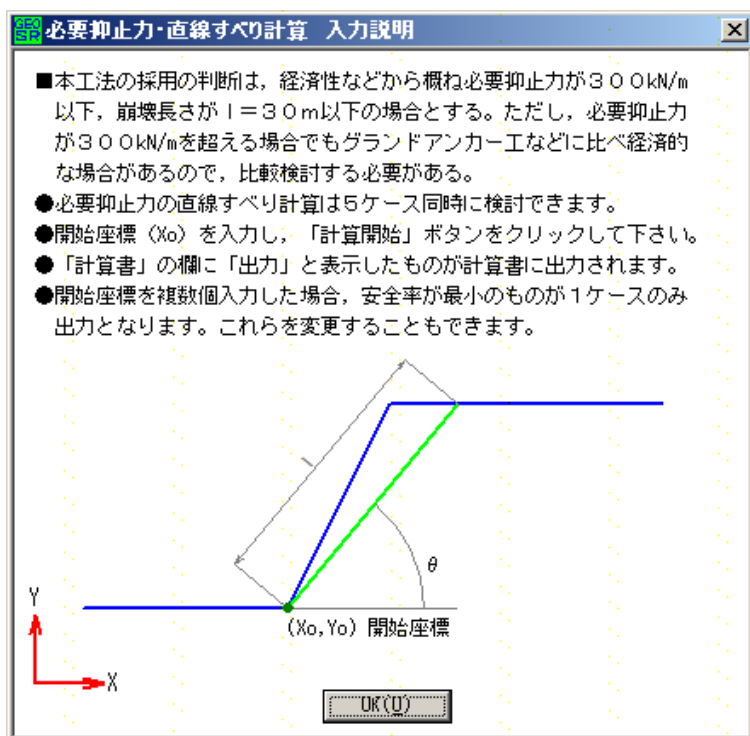 GEO SR 必要抑止力・直線すべり計算 入力説明
■本工法の採用の判断は，経済性などから概ね必要抑止力が３００kN/m
以下，崩壊長さがｌ＝３０ｍ以下の場合とする。ただし，必要抑止力
が３００kN/mを超える場合でもグランドアンカー工などに比べ経済的
な場合があるので，比較検討する必要がある。
●必要抑止力の直線すべり計算は５ケース同時に検討できます。
●開始座標（Xo）を入力し，「計算開始」ボタンをクリックして下さい。
●「計算書」の欄に「出力」と表示したものが計算書に出力されます。
●開始座標を複数個入力した場合，安全率が最小のものが１ケースのみ
出力となります。これらを変更することもできます。
l
θ
Y
(Xo,Yo) 開始座標
X
OK(U)